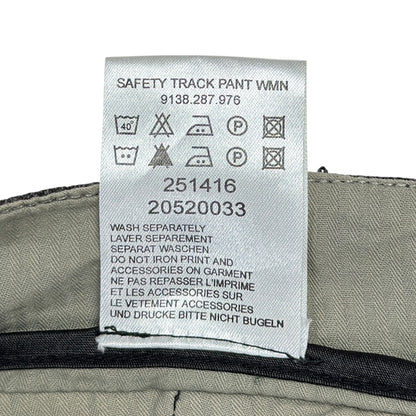 SAFETY TRACK PANT WMN
9138.287.976
40°
P
P
251416
20520033
WASH SEPARATELY
LAVER SEPAREMENT
SEPARAT WASCHEN
DO NOT IRON PRINT AND
ACCESSORIES ON GARMENT
NE PAS REPASSER L'IMPRIME
ET LES ACCESSOIRES SUR
LE VETEMENT ACCESSOIRES
UND DRUCKE BITTE NICHT BUGELN